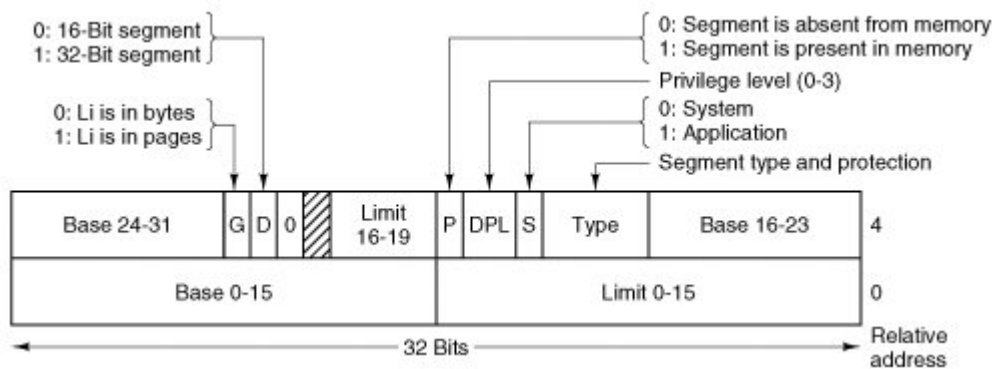 0: 16-Bit segment
1: 32-Bit segment
0: Li is in bytes
1: Li is in pages
0: Segment is absent from memory
1: Segment is present in memory
Privilege level (0-3)
0: System
1: Application
Segment type and protection
Base 24-31 G D 0 Limit 16-19 P DPL S Type Base 16-23 4
Base 0-15 Limit 0-15 0
32 Bits
Relative
address